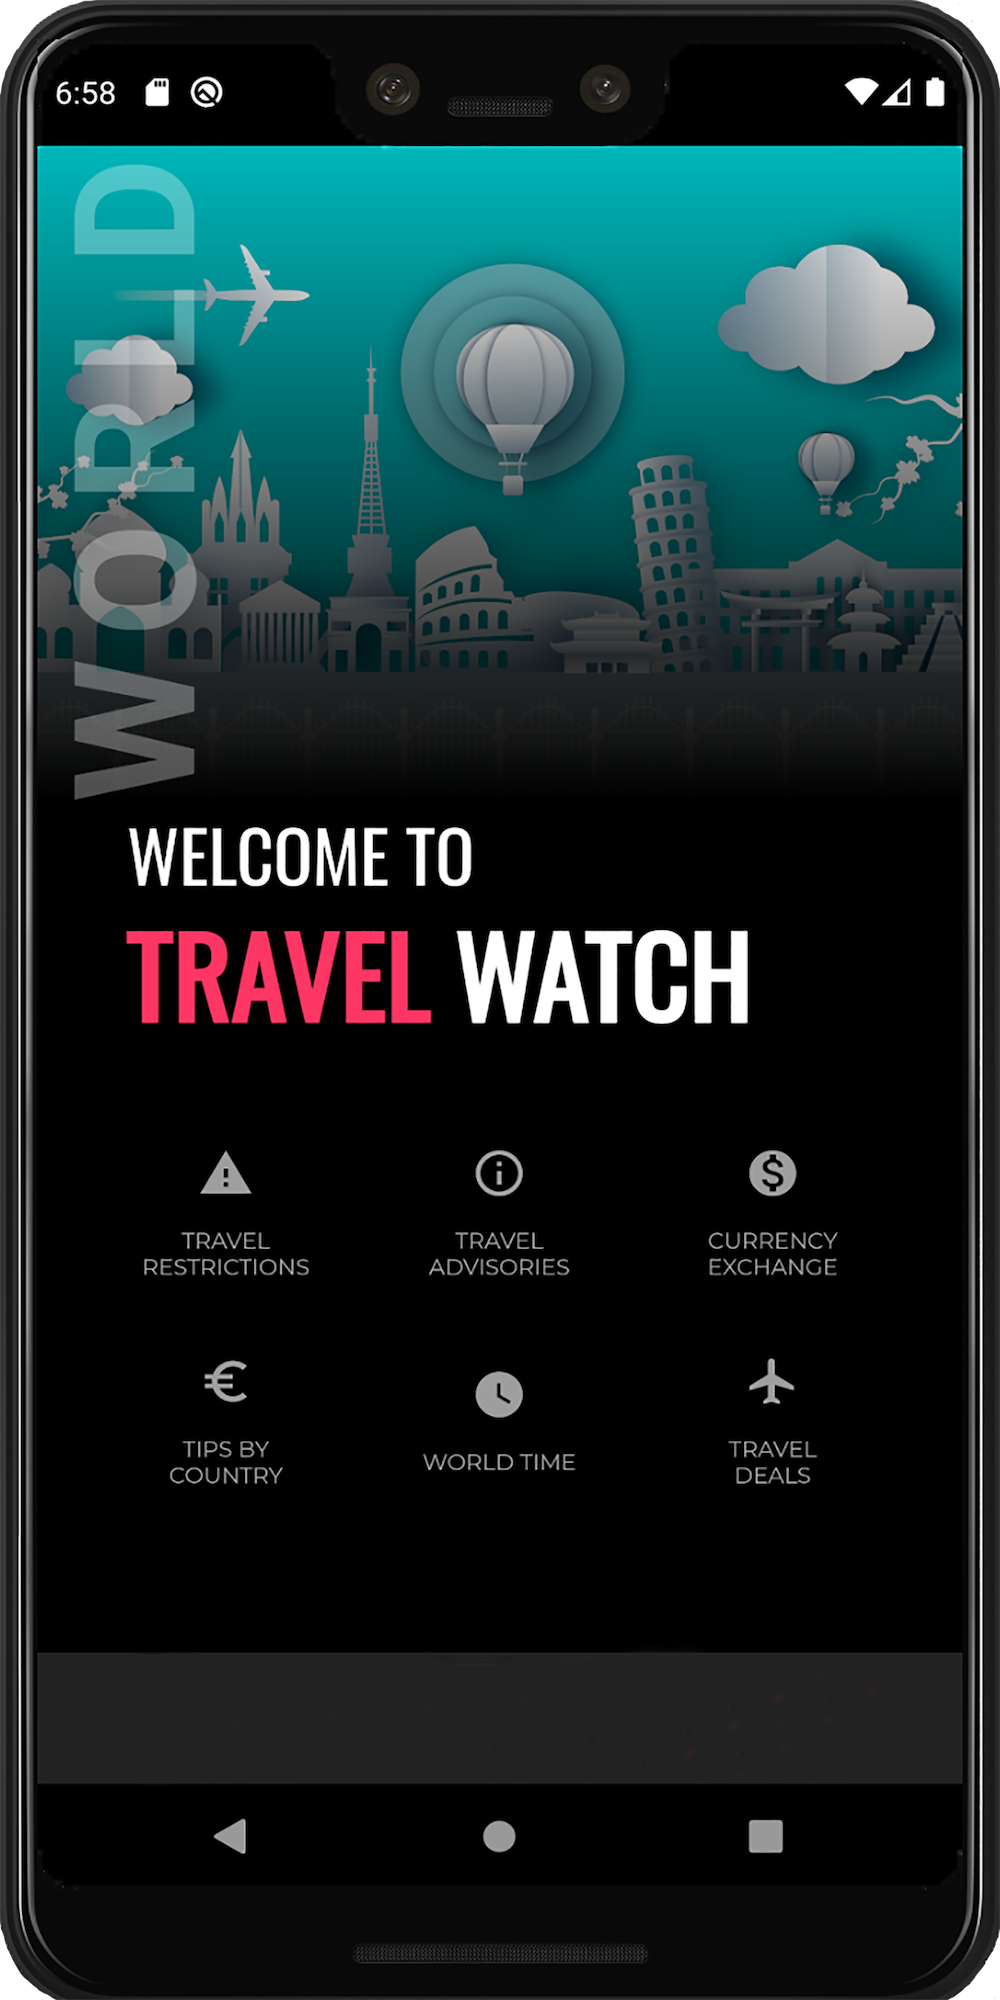 6:58
WORLD
WELCOME TO
TRAVEL WATCH
TRAVEL
RESTRICTIONS
TRAVEL
ADVISORIES
CURRENCY
EXCHANGE
TIPS BY
COUNTRY
WORLD TIME
TRAVEL
DEALS